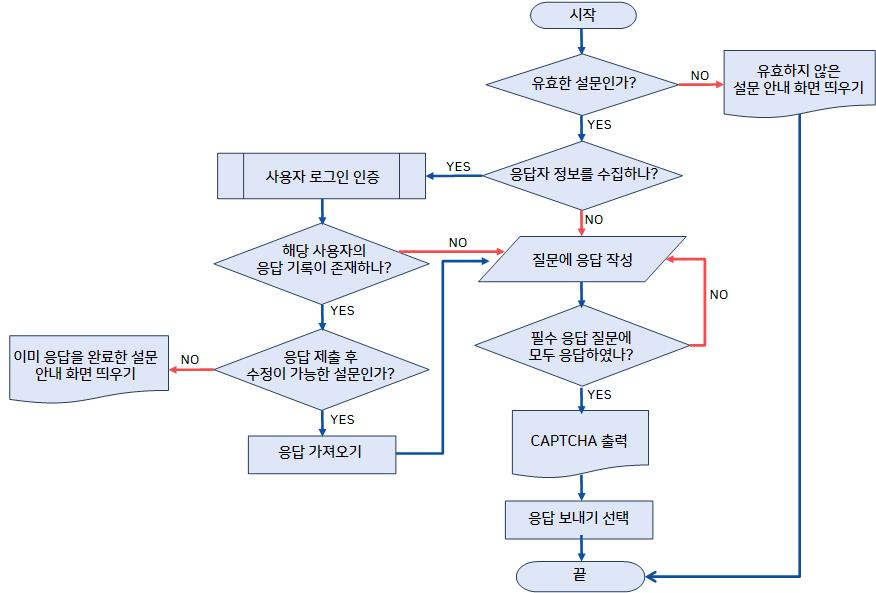 시작
유효한 설문인가?
NO
유효하지 않은
설문 안내 화면 띄우기
YES
응답자 정보를 수집하나?
YES
사용자 로그인 인증
NO
해당 사용자의
응답 기록이 존재하나?
NO
질문에 응답 작성
NO
YES
필수 응답 질문에
모두 응답하였나?
이미 응답을 완료한 설문
안내 화면 띄우기
NO
응답 제출 후
수정이 가능한 설문인가?
YES
YES
응답 가져오기
CAPTCHA 출력
응답 보내기 선택
끝